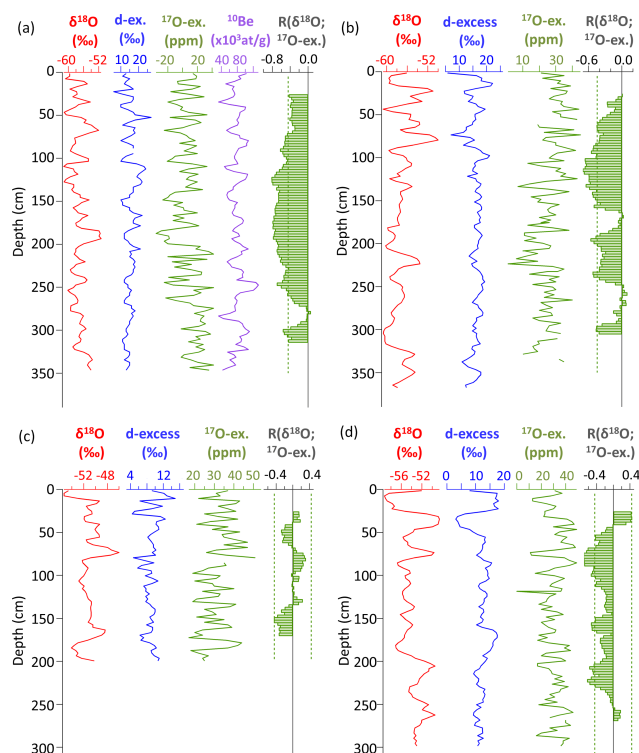 (a)
δ¹⁸O d-ex. ¹⁷O-ex. ¹⁰Be R(δ¹⁸O;
(‰) (‰) (ppm) (x10³at/g) ¹⁷O-ex.)
-60 -52 10 20 -20 20 40 80 -0.8 0.0
0
50
100
150
200
250
300
350
Depth (cm)
(b)
δ¹⁸O d-excess ¹⁷O-ex. R(δ¹⁸O;
(‰) (‰) (ppm) ¹⁷O-ex.)
-60 -52 10 20 10 30 -0.6 0.0
0
50
100
150
200
250
300
350
Depth (cm)
(c)
δ¹⁸O d-excess ¹⁷O-ex. R(δ¹⁸O;
(‰) (‰) (ppm) ¹⁷O-ex.)
-52 -48 4 8 12 16 20 30 40 50 -0.4 0.4
0
50
100
150
200
250
300
Depth (cm)
(d)
δ¹⁸O d-excess ¹⁷O-ex. R(δ¹⁸O;
(‰) (‰) (ppm) ¹⁷O-ex.)
-56 -52 0 10 20 0 20 40 -0.4 0.4
0
50
100
150
200
250
300
Depth (cm)